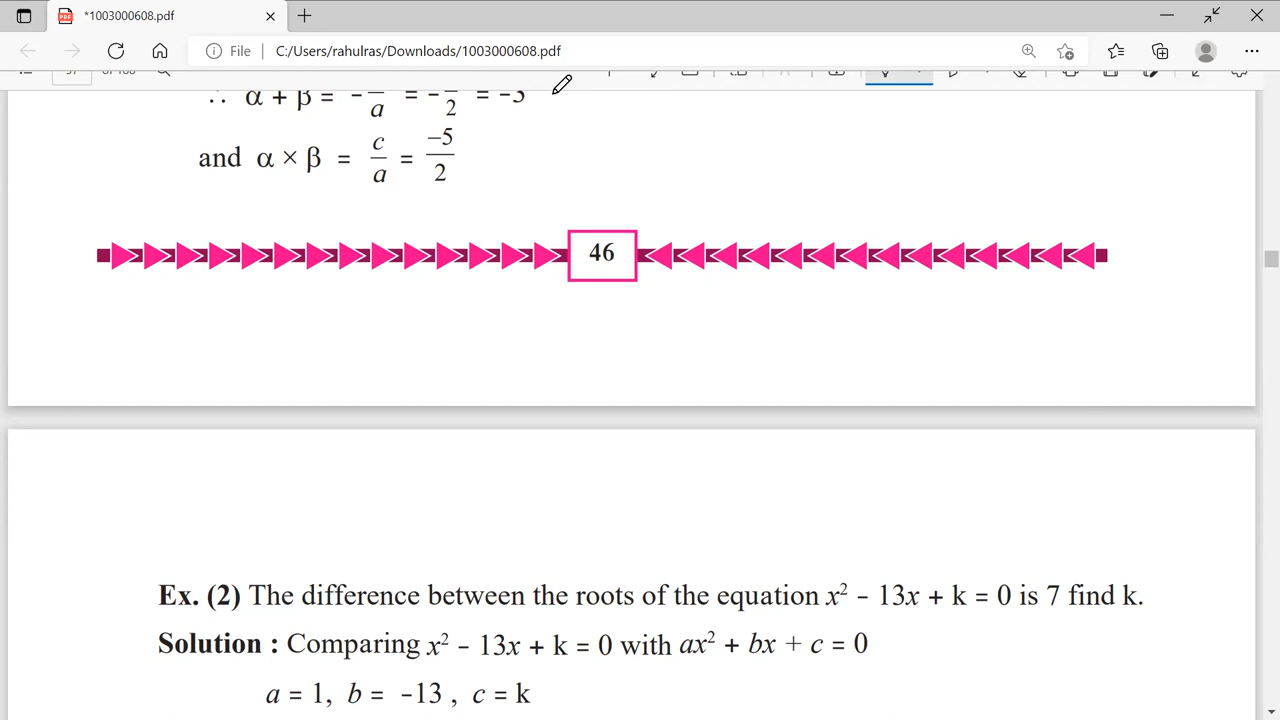 *1003000608.pdf
File C:/Users/rahulras/Downloads/1003000608.pdf
∴ α + β = - — = - — = -3
a 2
and α × β = c/a = −5/2
46
Ex. (2) The difference between the roots of the equation x² - 13x + k = 0 is 7 find k.
Solution : Comparing x² - 13x + k = 0 with ax² + bx + c = 0
a = 1, b = -13 , c = k